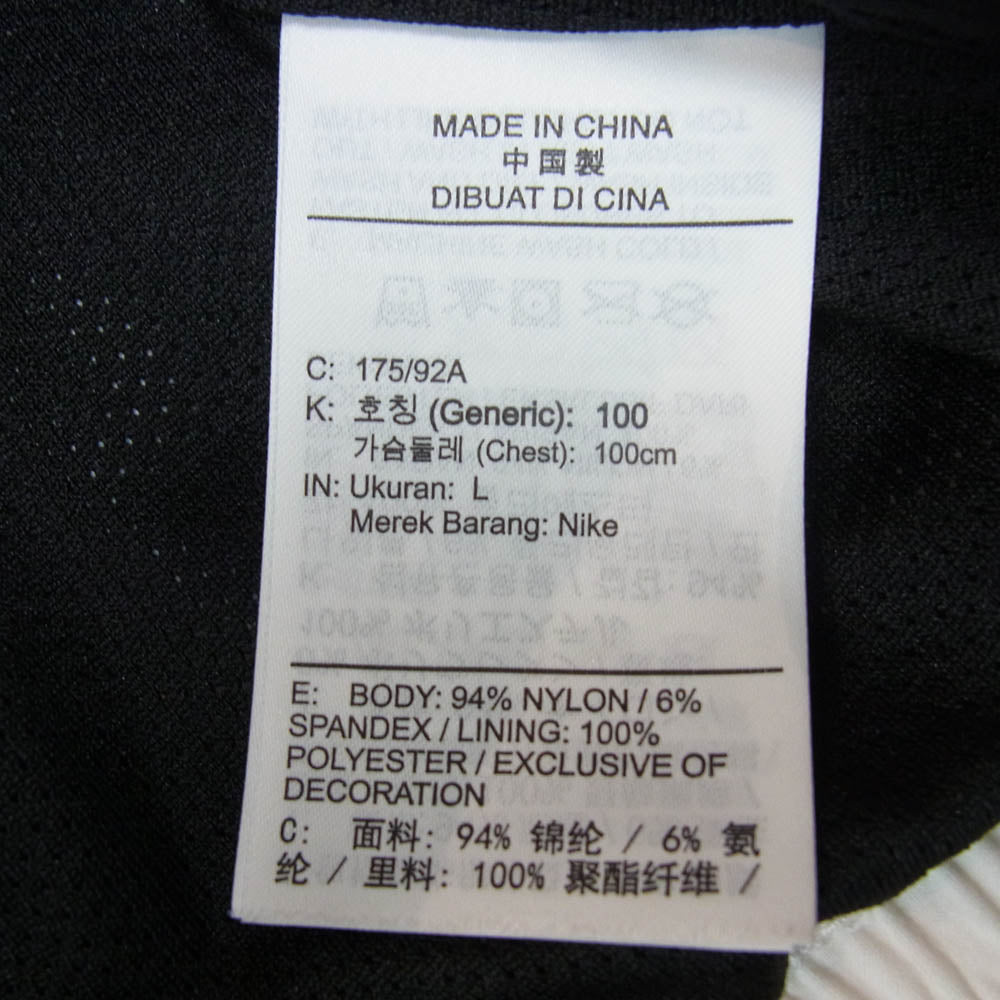 MADE IN CHINA
中国製
DIBUAT DI CINA
C: 175/92A
K: 호칭 (Generic): 100
가슴둘레 (Chest): 100cm
IN: Ukuran: L
Merek Barang: Nike
E: BODY: 94% NYLON / 6%
SPANDEX / LINING: 100%
POLYESTER / EXCLUSIVE OF
DECORATION
C: 面料: 94% 锦纶 / 6% 氨
纶 / 里料: 100% 聚酯纤维 /